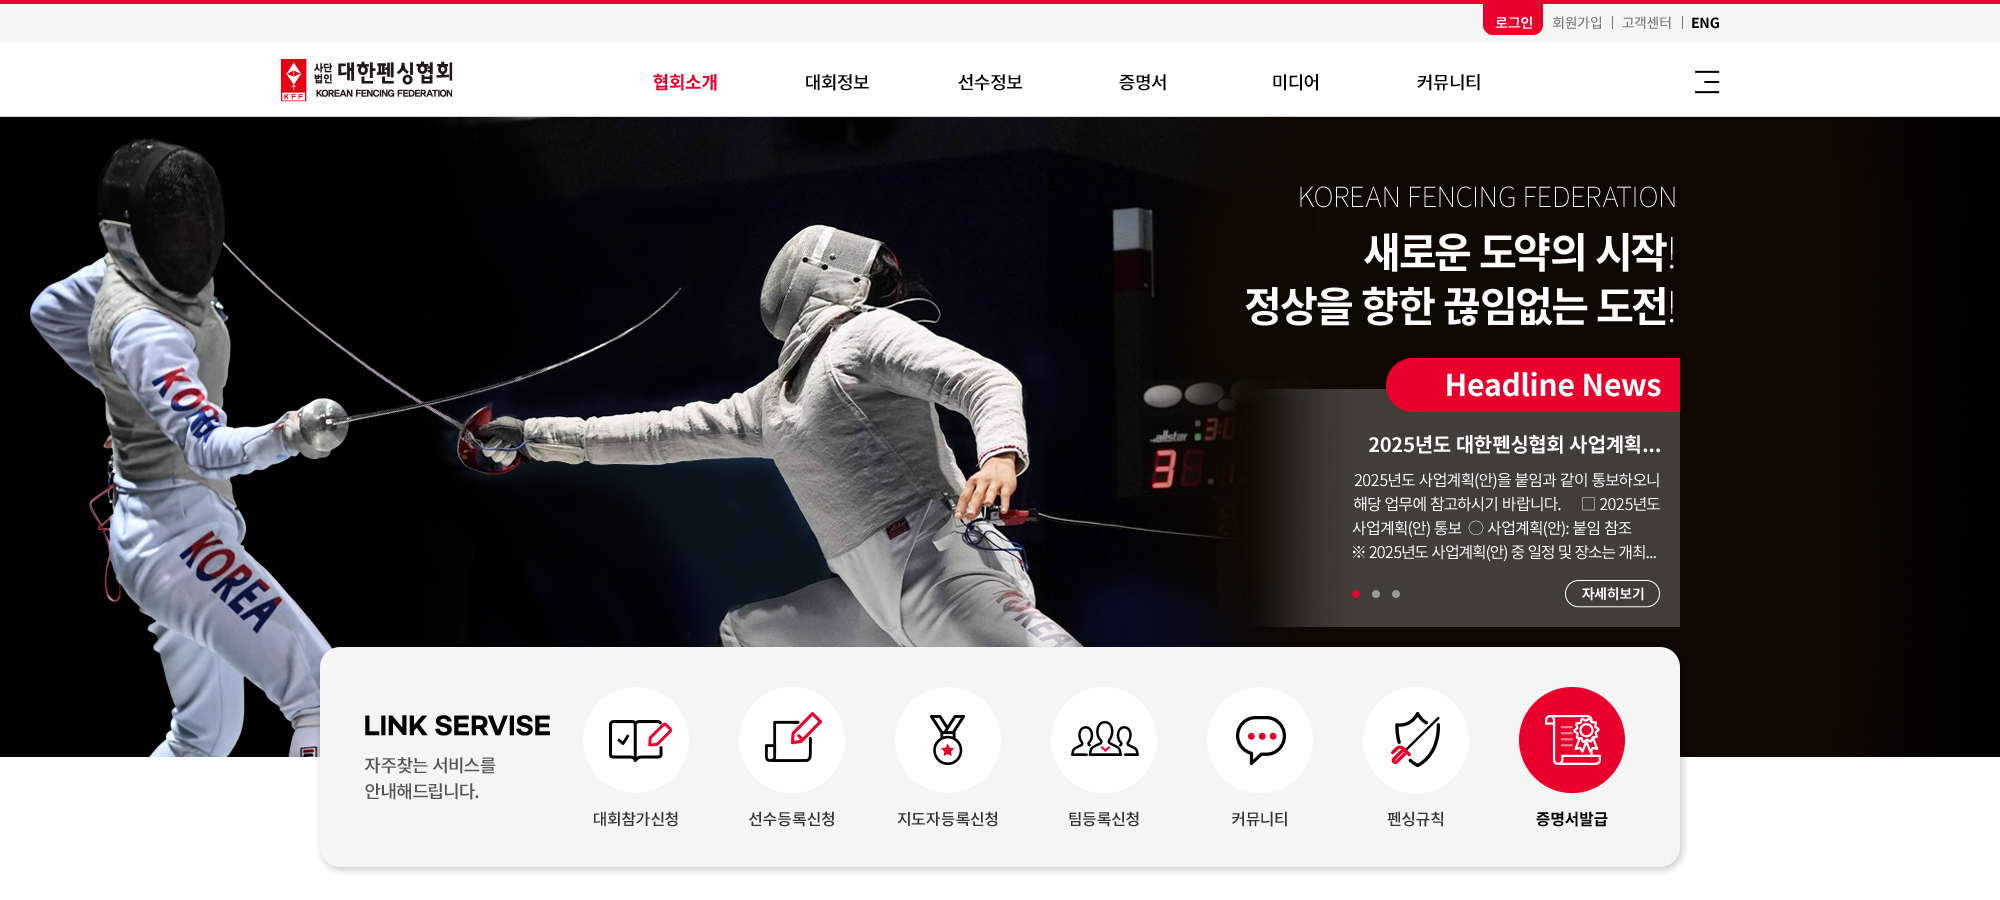 로그인 회원가입 고객센터 ENG
사단법인 대한펜싱협회
KFF KOREAN FENCING FEDERATION
협회소개 대회정보 선수정보 증명서 미디어 커뮤니티
KOREAN FENCING FEDERATION
새로운 도약의 시작!
정상을 향한 끊임없는 도전!
KOREA
KOREA
KOREA
allstar
3:0
3
Headline News
2025년도 대한펜싱협회 사업계획...
2025년도 사업계획(안)을 붙임과 같이 통보하오니
해당 업무에 참고하시기 바랍니다. □ 2025년도
사업계획(안) 통보 ○ 사업계획(안): 붙임 참조
※ 2025년도 사업계획(안) 중 일정 및 장소는 개최...
자세히보기
LINK SERVISE
자주찾는 서비스를
안내해드립니다.
대회참가신청 선수등록신청 지도자등록신청 팀등록신청 커뮤니티 펜싱규칙 증명서발급